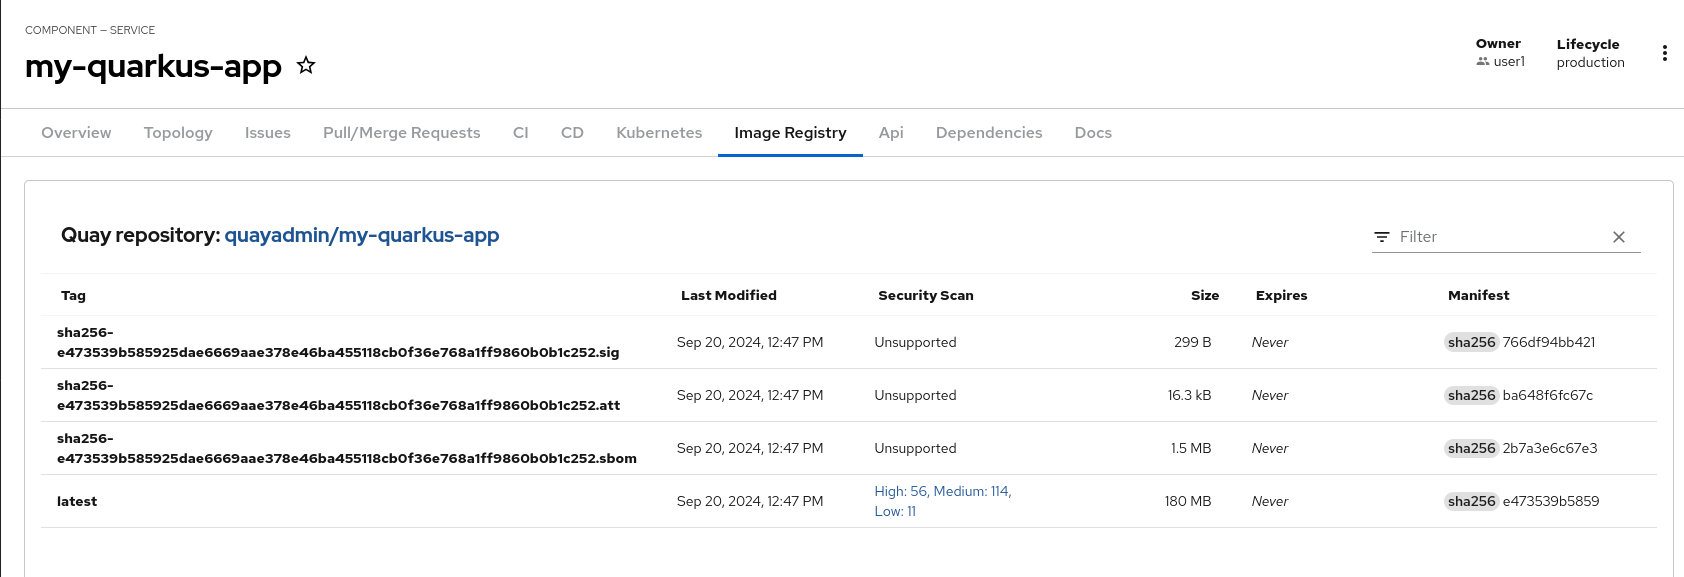 COMPONENT — SERVICE
my-quarkus-app
Owner
user1
Lifecycle
production
Overview Topology Issues Pull/Merge Requests CI CD Kubernetes Image Registry Api Dependencies Docs
Quay repository: quayadmin/my-quarkus-app
Filter
Tag Last Modified Security Scan Size Expires Manifest
sha256-
e473539b585925dae6669aae378e46ba455118cb0f36e768a1ff9860b0b1c252.sig Sep 20, 2024, 12:47 PM Unsupported 299 B Never sha256 766df94bb421
sha256-
e473539b585925dae6669aae378e46ba455118cb0f36e768a1ff9860b0b1c252.att Sep 20, 2024, 12:47 PM Unsupported 16.3 kB Never sha256 ba648f6fc67c
sha256-
e473539b585925dae6669aae378e46ba455118cb0f36e768a1ff9860b0b1c252.sbom Sep 20, 2024, 12:47 PM Unsupported 1.5 MB Never sha256 2b7a3e6c67e3
latest Sep 20, 2024, 12:47 PM High: 56, Medium: 114, 180 MB Never sha256 e473539b5859
Low: 11